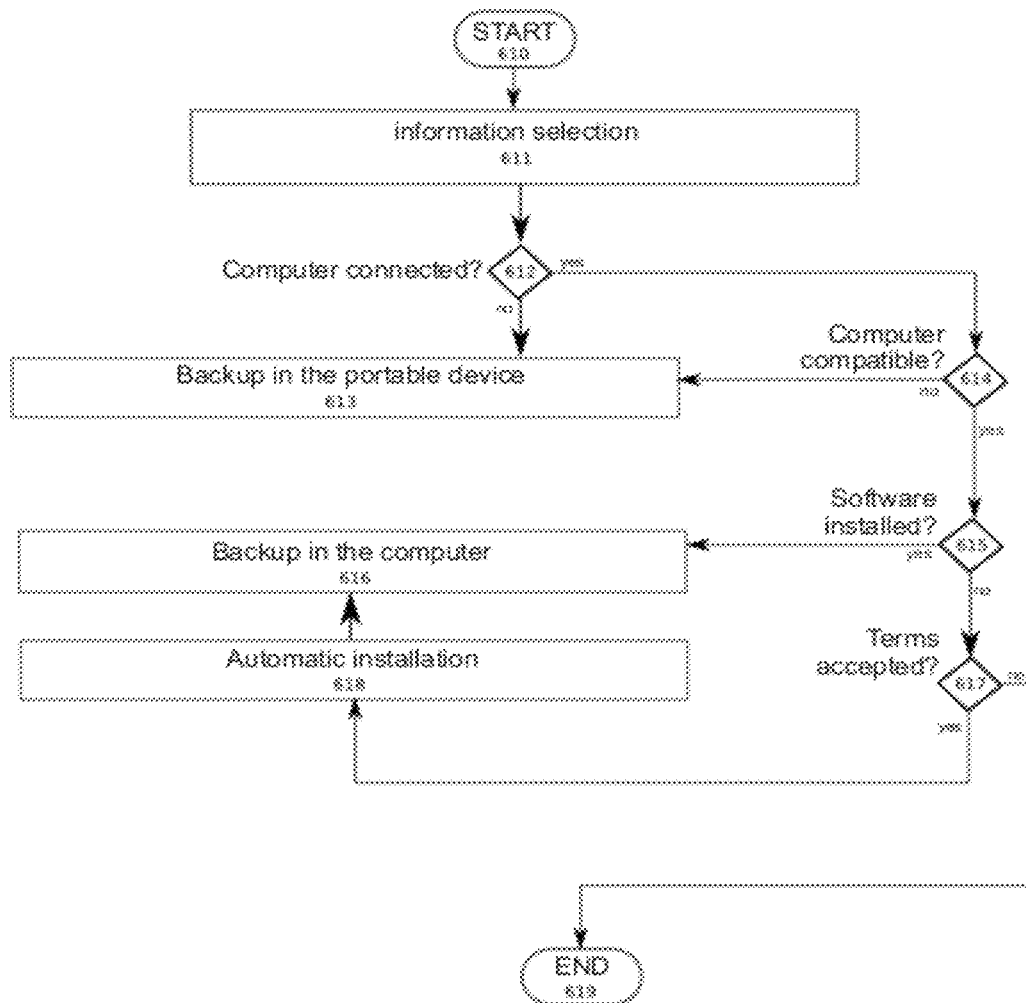 START
610
information selection
611
Computer connected?
612
yes
no
Computer
compatible?
614
no
yes
Backup in the portable device
613
Software
installed?
615
yes
no
Backup in the computer
616
Terms
accepted?
617
no
yes
Automatic installation
618
END
619